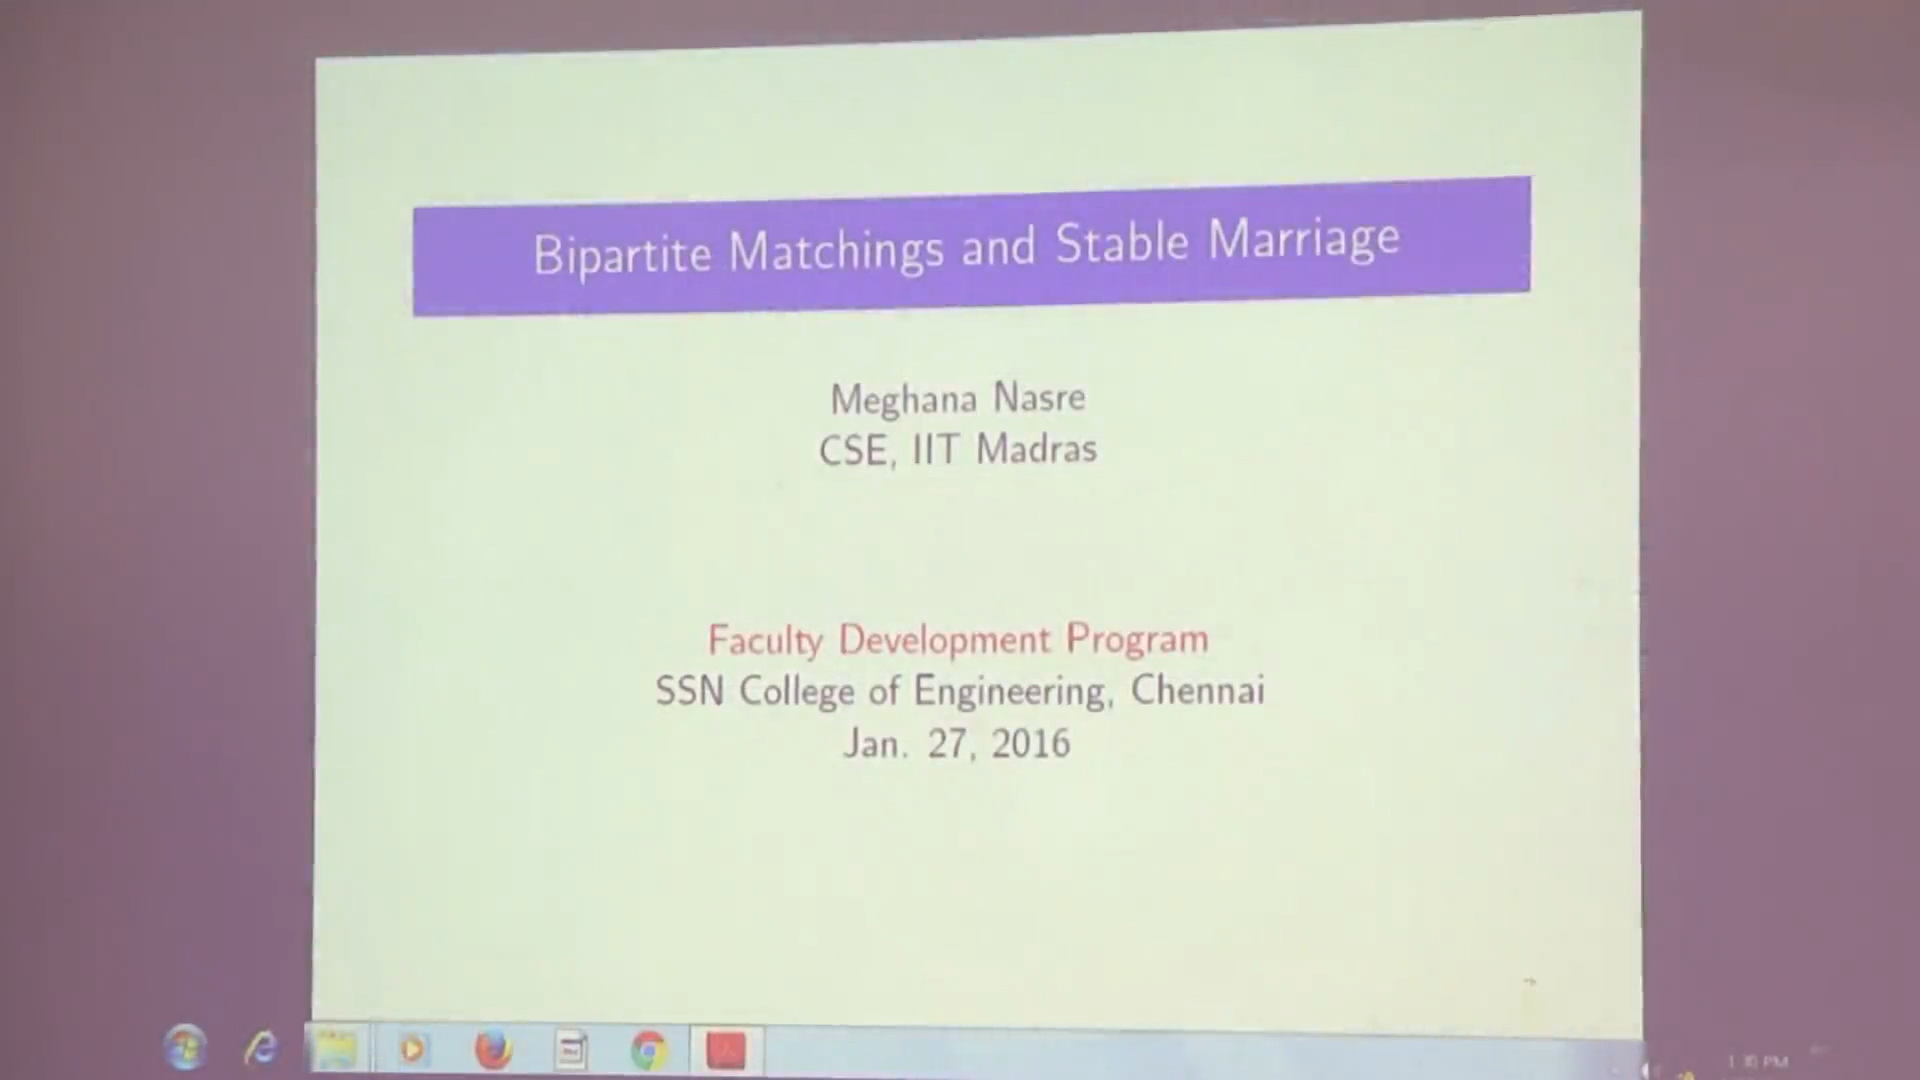 Bipartite Matchings and Stable Marriage
Meghana Nasre
CSE, IIT Madras
Faculty Development Program
SSN College of Engineering, Chennai
Jan. 27, 2016
PM